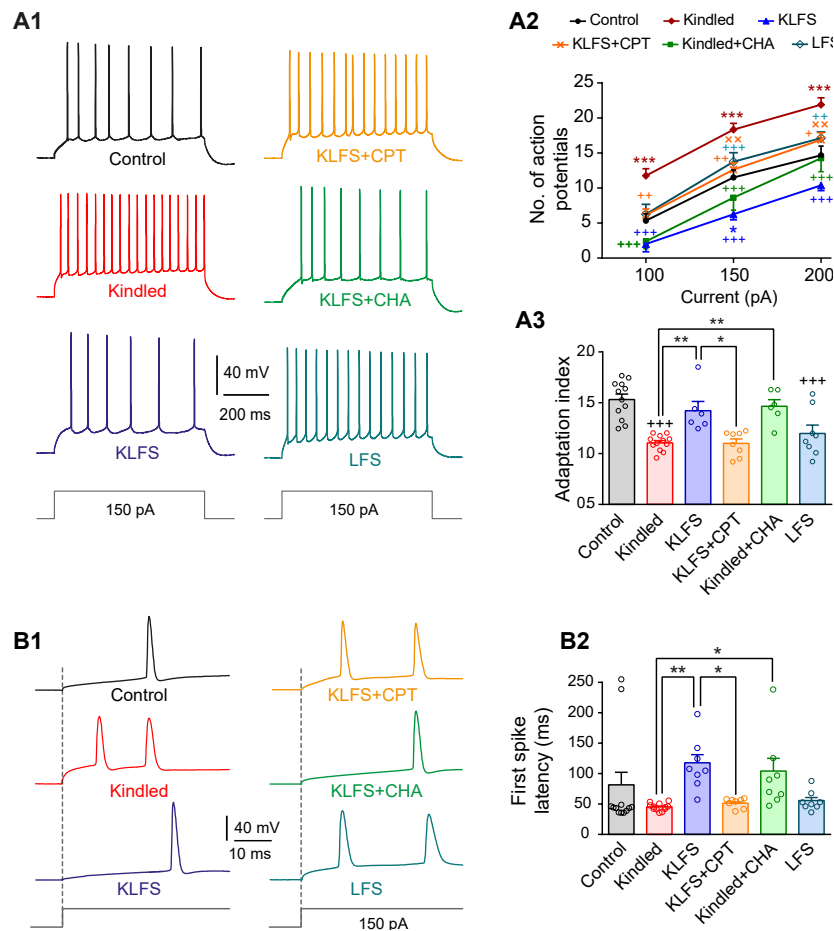 A1
Control
KLFS+CPT
Kindled
KLFS+CHA
KLFS
40 mV
200 ms
LFS
150 pA
150 pA
A2
Control
Kindled
KLFS
KLFS+CPT
Kindled+CHA
LFS
No. of action
potentials
25
20
15
10
5
0
***
***
***
++
××
+++
++
++
××
+
+++
+++
+++
*
+++
+++
+++
100
150
200
Current (pA)
A3
Adaptation index
20
15
10
05
**
**
*
+++
+++
Control
Kindled
KLFS
KLFS+CPT
Kindled+CHA
LFS
B1
Control
KLFS+CPT
Kindled
KLFS+CHA
KLFS
40 mV
10 ms
LFS
150 pA
B2
First spike
latency (ms)
250
200
150
100
50
0
*
**
*
Control
Kindled
KLFS
KLFS+CPT
Kindled+CHA
LFS